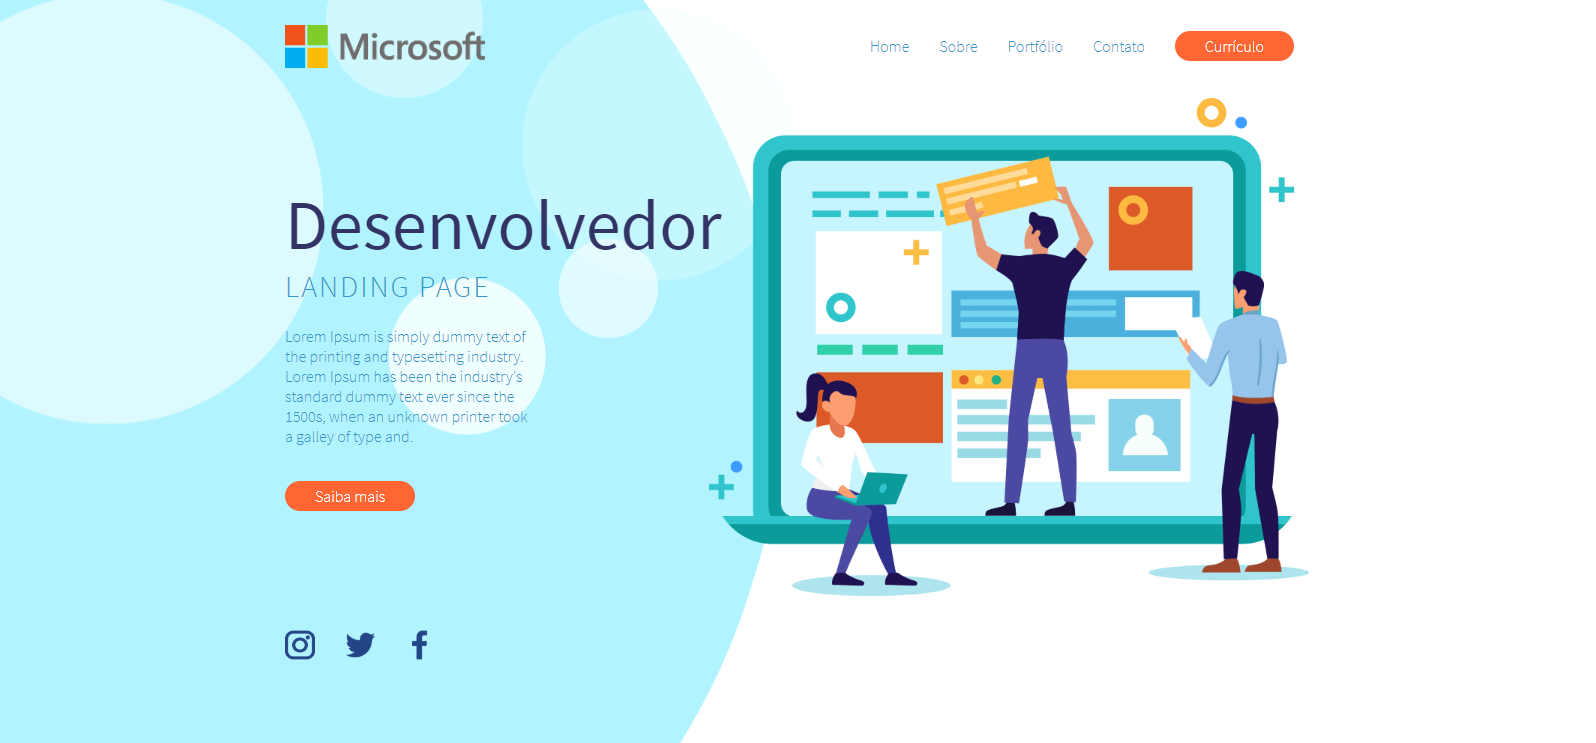 Microsoft
Home Sobre Portfólio Contato Currículo
Desenvolvedor
LANDING PAGE
Lorem Ipsum is simply dummy text of
the printing and typesetting industry.
Lorem Ipsum has been the industry's
standard dummy text ever since the
1500s, when an unknown printer took
a galley of type and.
Saiba mais